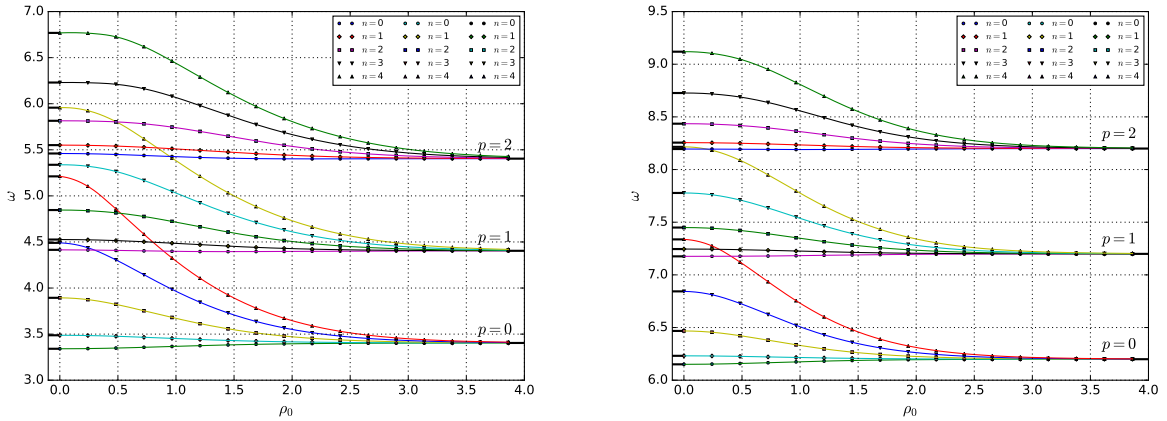 7.0
6.5
6.0
5.5
5.0
4.5
4.0
3.5
3.0
ω
n = 0 n = 0 n = 0
n = 1 n = 1 n = 1
n = 2 n = 2 n = 2
n = 3 n = 3 n = 3
n = 4 n = 4 n = 4
p = 2
p = 1
p = 0
0.0 0.5 1.0 1.5 2.0 2.5 3.0 3.5 4.0
ρ₀
9.5
9.0
8.5
8.0
7.5
7.0
6.5
6.0
ω
n = 0 n = 0 n = 0
n = 1 n = 1 n = 1
n = 2 n = 2 n = 2
n = 3 n = 3 n = 3
n = 4 n = 4 n = 4
p = 2
p = 1
p = 0
0.0 0.5 1.0 1.5 2.0 2.5 3.0 3.5 4.0
ρ₀